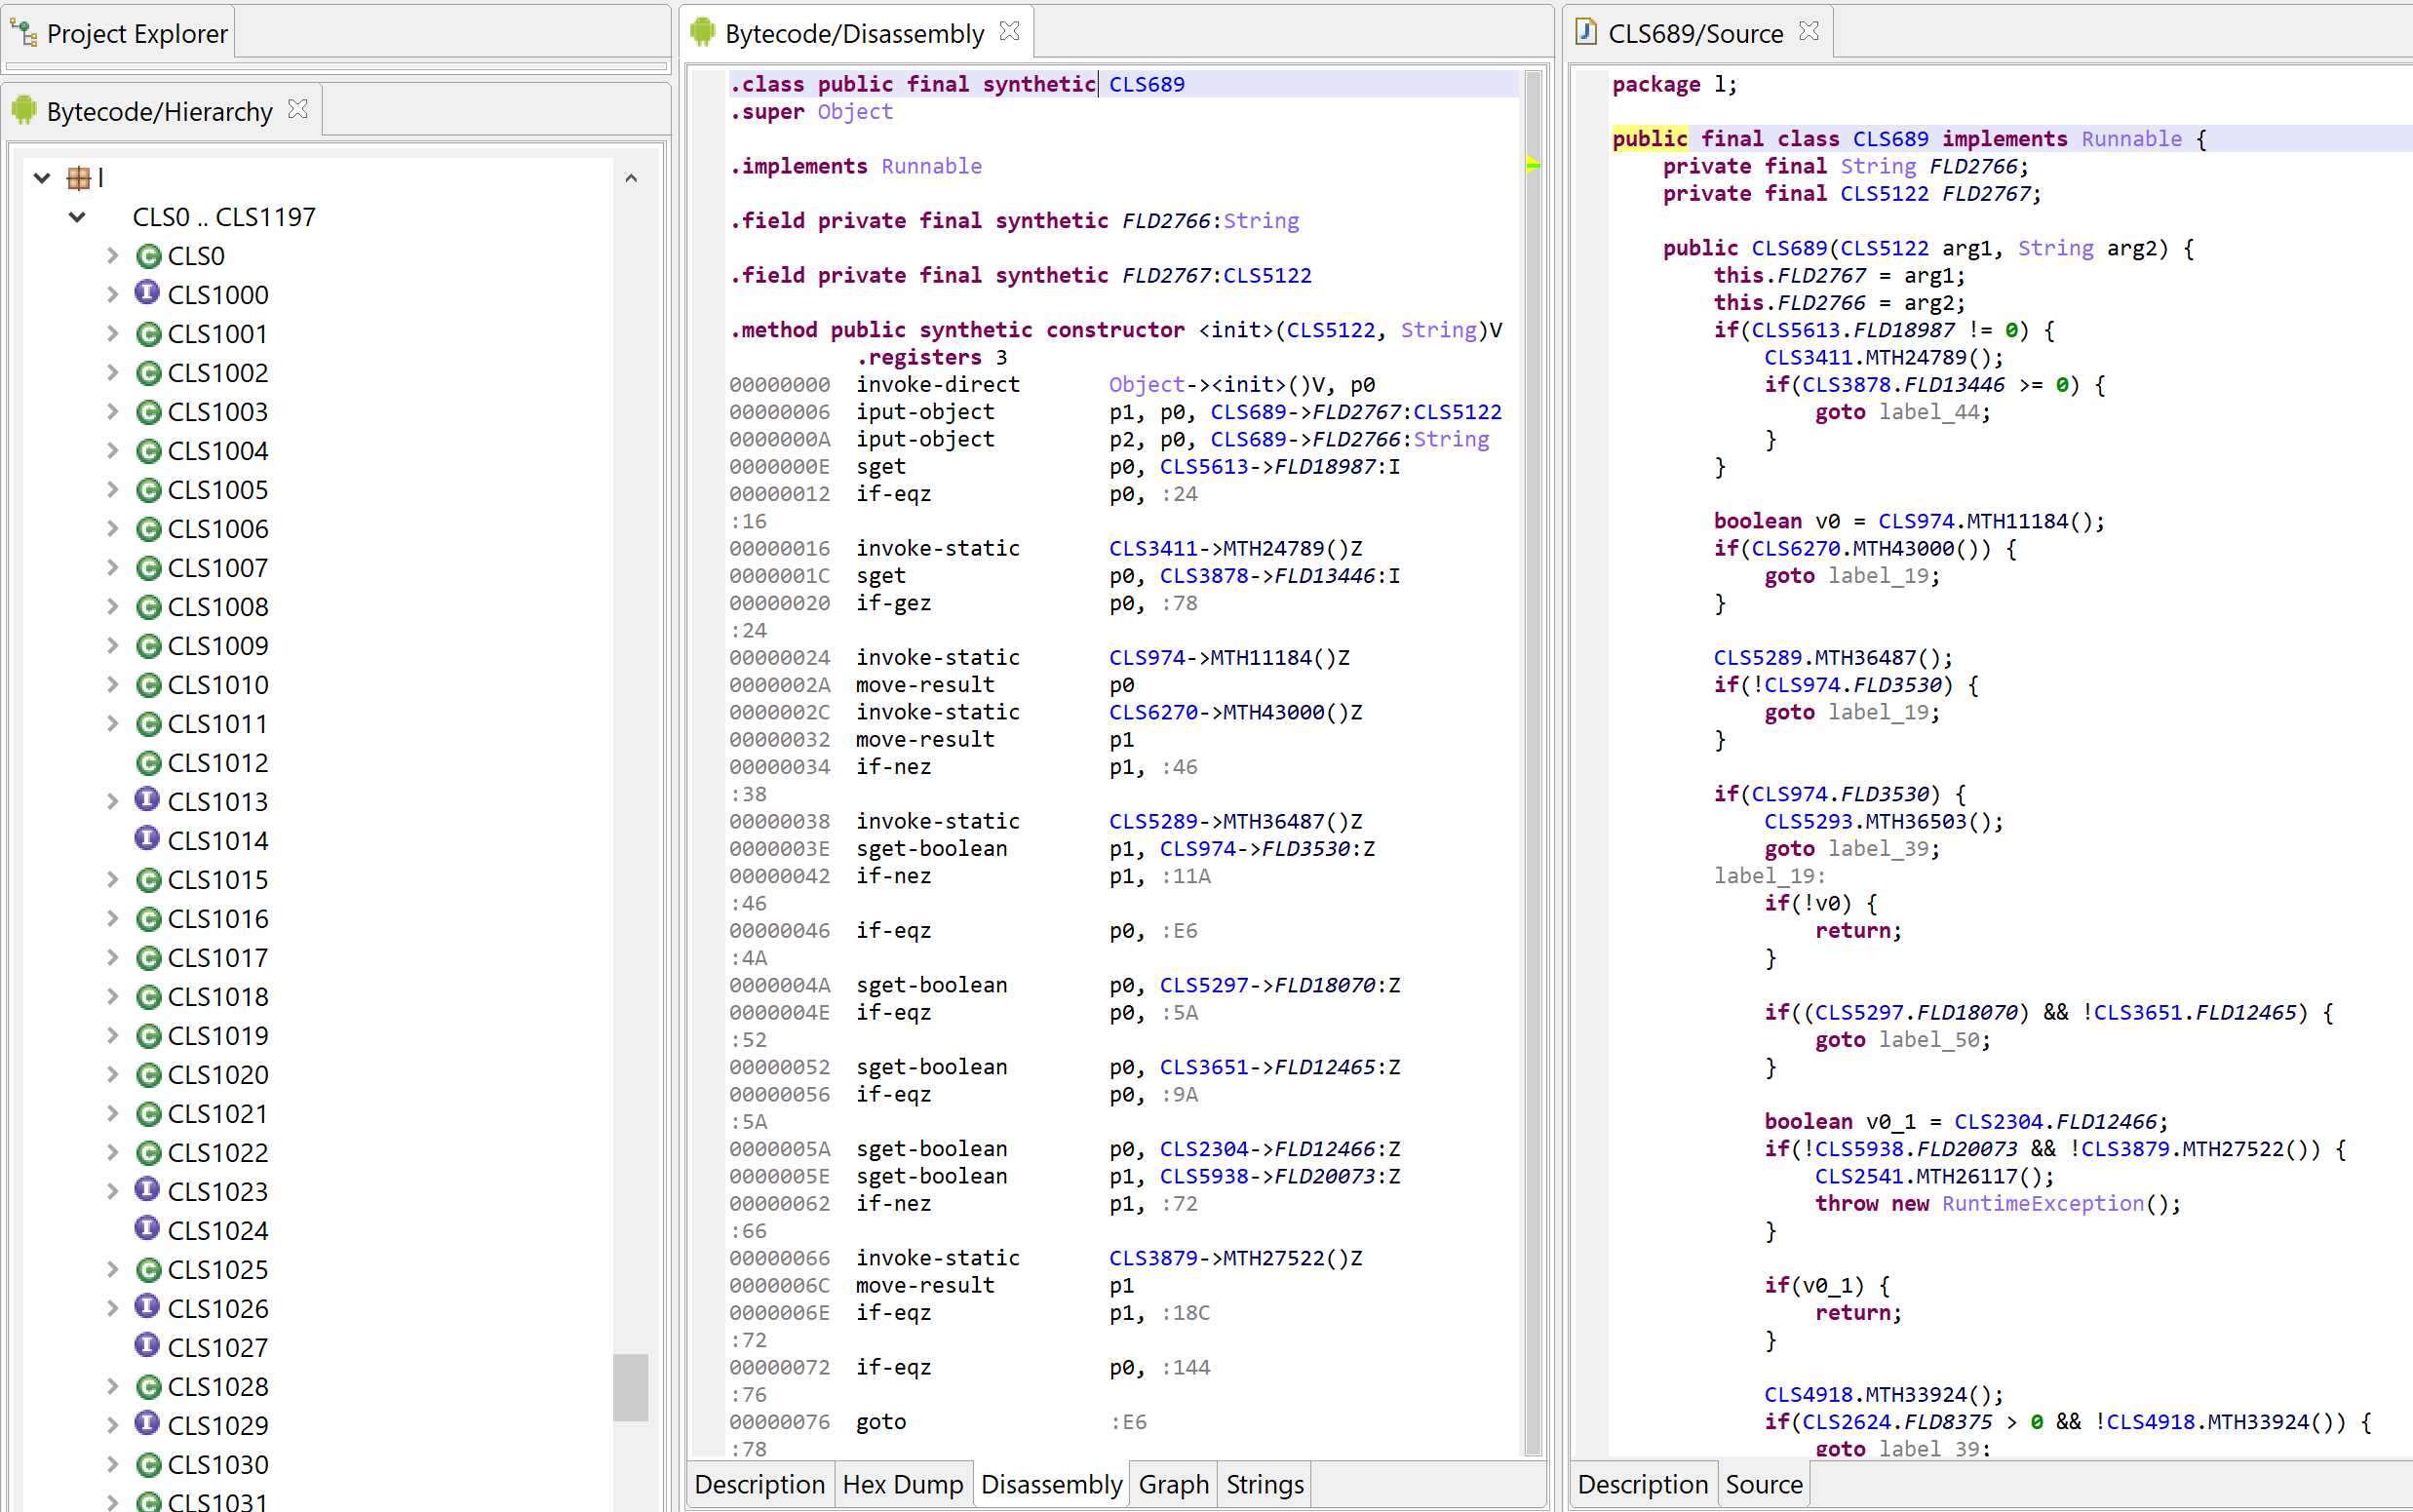 Project Explorer
Bytecode/Hierarchy
l
CLS0 .. CLS1197
CLS0
CLS1000
CLS1001
CLS1002
CLS1003
CLS1004
CLS1005
CLS1006
CLS1007
CLS1008
CLS1009
CLS1010
CLS1011
CLS1012
CLS1013
CLS1014
CLS1015
CLS1016
CLS1017
CLS1018
CLS1019
CLS1020
CLS1021
CLS1022
CLS1023
CLS1024
CLS1025
CLS1026
CLS1027
CLS1028
CLS1029
CLS1030
CLS1031
Bytecode/Disassembly
.class public final synthetic CLS689
.super Object
.implements Runnable
.field private final synthetic FLD2766:String
.field private final synthetic FLD2767:CLS5122
.method public synthetic constructor <init>(CLS5122, String)V
.registers 3
00000000 invoke-direct Object-><init>()V, p0
00000006 iput-object p1, p0, CLS689->FLD2767:CLS5122
0000000A iput-object p2, p0, CLS689->FLD2766:String
0000000E sget p0, CLS5613->FLD18987:I
00000012 if-eqz p0, :24
:16
00000016 invoke-static CLS3411->MTH24789()Z
0000001C sget p0, CLS3878->FLD13446:I
00000020 if-gez p0, :78
:24
00000024 invoke-static CLS974->MTH11184()Z
0000002A move-result p0
0000002C invoke-static CLS6270->MTH43000()Z
00000032 move-result p1
00000034 if-nez p1, :46
:38
00000038 invoke-static CLS5289->MTH36487()Z
0000003E sget-boolean p1, CLS974->FLD3530:Z
00000042 if-nez p1, :11A
:46
00000046 if-eqz p0, :E6
:4A
0000004A sget-boolean p0, CLS5297->FLD18070:Z
0000004E if-eqz p0, :5A
:52
00000052 sget-boolean p0, CLS3651->FLD12465:Z
00000056 if-eqz p0, :9A
:5A
0000005A sget-boolean p0, CLS2304->FLD12466:Z
0000005E sget-boolean p1, CLS5938->FLD20073:Z
00000062 if-nez p1, :72
:66
00000066 invoke-static CLS3879->MTH27522()Z
0000006C move-result p1
0000006E if-eqz p1, :18C
:72
00000072 if-eqz p0, :144
:76
00000076 goto :E6
:78
Description Hex Dump Disassembly Graph Strings
CLS689/Source
package l;
public final class CLS689 implements Runnable {
private final String FLD2766;
private final CLS5122 FLD2767;
public CLS689(CLS5122 arg1, String arg2) {
this.FLD2767 = arg1;
this.FLD2766 = arg2;
if(CLS5613.FLD18987 != 0) {
CLS3411.MTH24789();
if(CLS3878.FLD13446 >= 0) {
goto label_44;
}
}
boolean v0 = CLS974.MTH11184();
if(CLS6270.MTH43000()) {
goto label_19;
}
CLS5289.MTH36487();
if(!CLS974.FLD3530) {
goto label_19;
}
if(CLS974.FLD3530) {
CLS5293.MTH36503();
goto label_39;
label_19:
if(!v0) {
return;
}
if((CLS5297.FLD18070) && !CLS3651.FLD12465) {
goto label_50;
}
boolean v0_1 = CLS2304.FLD12466;
if(!CLS5938.FLD20073 && !CLS3879.MTH27522()) {
CLS2541.MTH26117();
throw new RuntimeException();
}
if(v0_1) {
return;
}
CLS4918.MTH33924();
if(CLS2624.FLD8375 > 0 && !CLS4918.MTH33924()) {
goto label_39;
Description Source